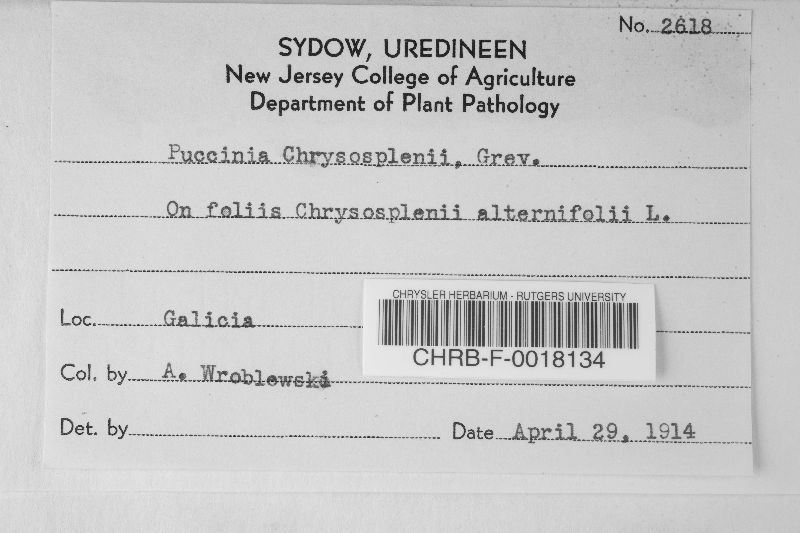 No. 2618
SYDOW, UREDINEEN
New Jersey College of Agriculture
Department of Plant Pathology
Puccinia Chrysosplenii, Grev.
On foliis Chrysosplenii alternifolii L.
Loc. Galicia
CHRYSLER HERBARIUM - RUTGERS UNIVERSITY
CHRB-F-0018134
Col. by A. Wroblewski
Det. by
Date April 29, 1914